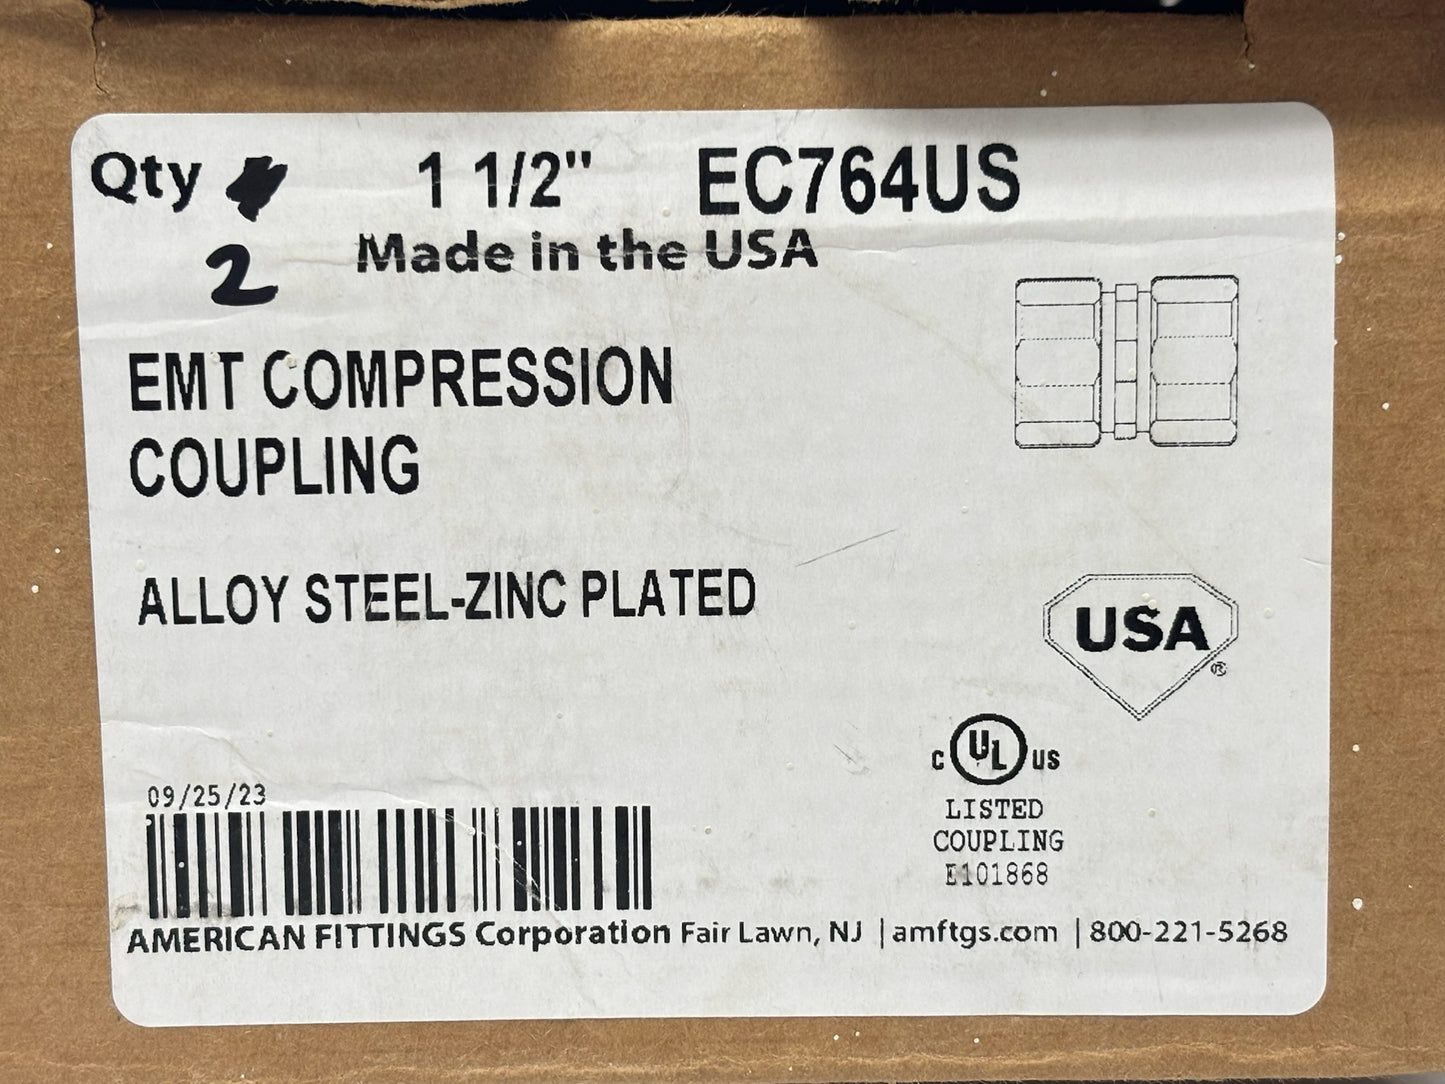 Qty 1 1/2" EC764US
2 Made in the USA
EMT COMPRESSION
COUPLING
ALLOY STEEL-ZINC PLATED
USA
®
C UL US
LISTED
COUPLING
E101868
09/25/23
AMERICAN FITTINGS Corporation Fair Lawn, NJ | amftgs.com | 800-221-5268